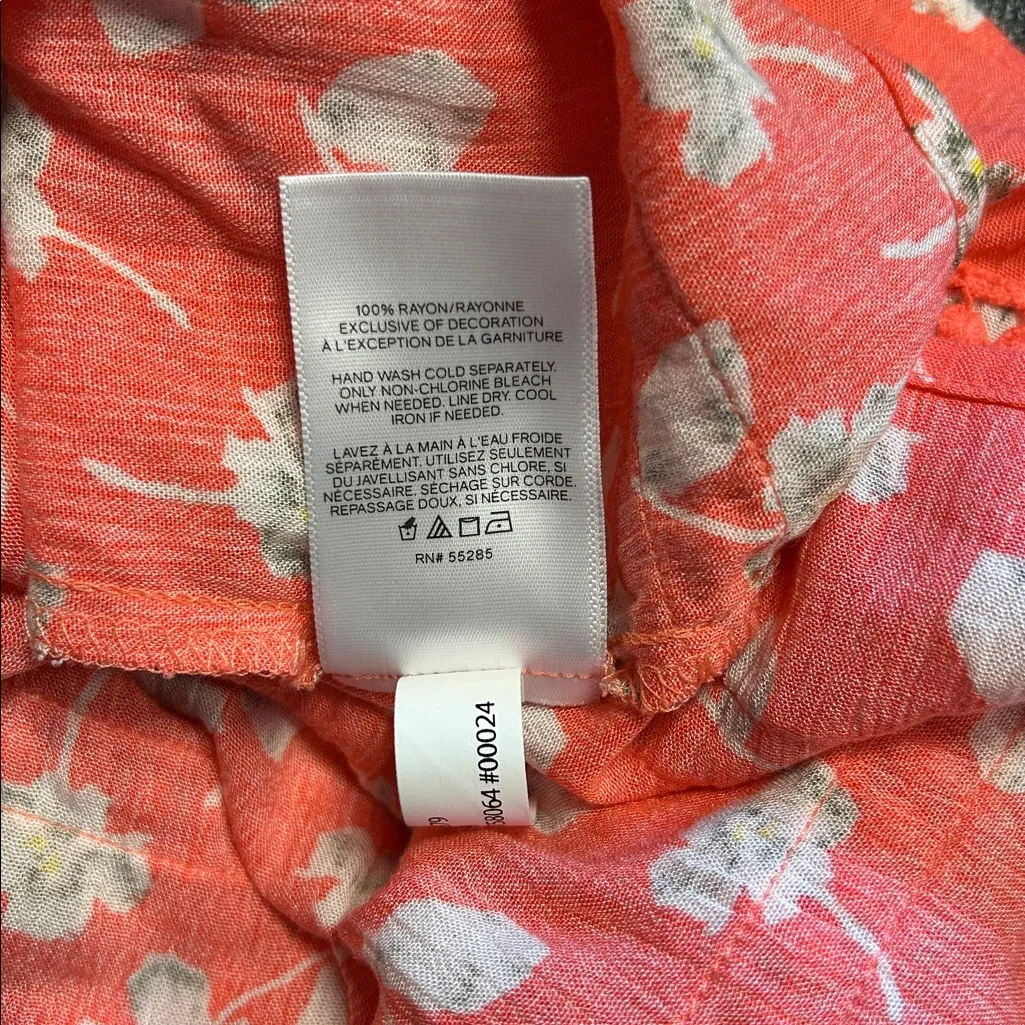 100% RAYON/RAYONNE
EXCLUSIVE OF DECORATION
À L'EXCEPTION DE LA GARNITURE
HAND WASH COLD SEPARATELY.
ONLY NON-CHLORINE BLEACH
WHEN NEEDED. LINE DRY. COOL
IRON IF NEEDED.
LAVEZ À LA MAIN À L'EAU FROIDE
SÉPARÉMENT. UTILISEZ SEULEMENT
DU JAVELLISANT SANS CHLORE, SI
NÉCESSAIRE. SÉCHAGE SUR CORDE.
REPASSAGE DOUX, SI NÉCESSAIRE.
RN# 55285
8064 #00024